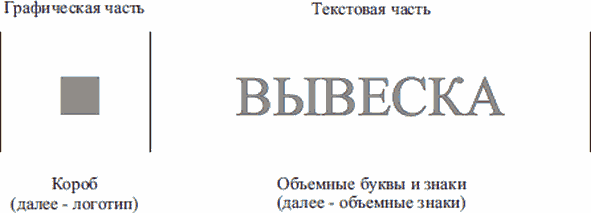 Графическая часть
Текстовая часть
ВЫВЕСКА
Короб
(далее - логотип)
Объемные буквы и знаки
(далее - объемные знаки)